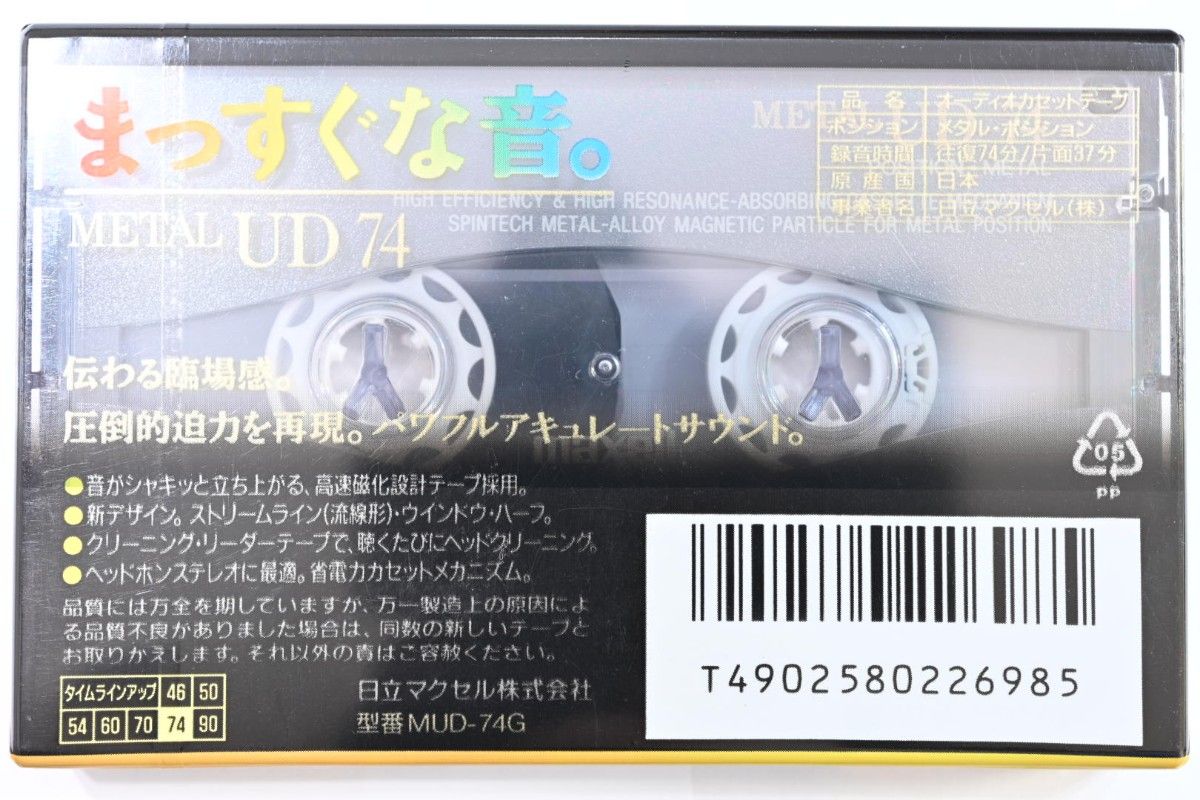 まっすぐな音。
METAL UD 74
品名 オーディオカセットテープ
ポジション メタル・ポジション
録音時間 往復74分/片面37分
原産国 日本
事業者名 日立マクセル(株)
METAL UD
HIGH EFFICIENCY & HIGH RESONANCE-ABSORBING
SPINTECH METAL-ALLOY MAGNETIC PARTICLE FOR METAL POSITION
伝わる臨場感。
圧倒的迫力を再現。パワフルアキュレートサウンド。
maxell
●音がシャキッと立ち上がる、高速磁化設計テープ採用。
●新デザイン。ストリームライン(流線形)・ウインドウ・ハーフ。
●クリーニング・リーダーテープで、聴くたびにヘッドクリーニング。
●ヘッドホンステレオに最適。省電力カセットメカニズム。
品質には万全を期していますが、万一製造上の原因によ
る品質不良がありました場合は、同数の新しいテープと
お取りかえします。それ以外の責はご容赦ください。
タイムラインアップ 46 50
54 60 70 74 90
日立マクセル株式会社
型番MUD-74G
05
PP
T4902580226985